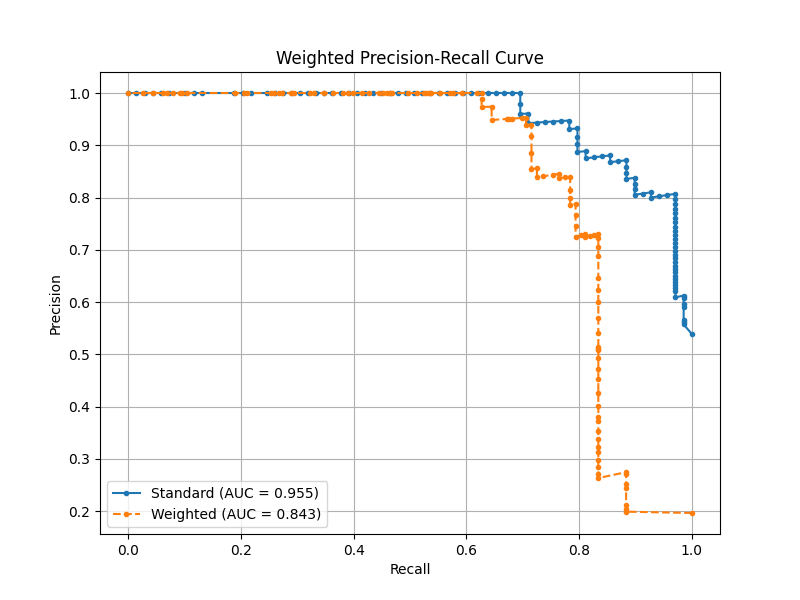 Weighted Precision-Recall Curve
1.0
0.9
0.8
0.7
0.6
0.5
0.4
0.3
0.2
Precision
Standard (AUC = 0.955)
Weighted (AUC = 0.843)
0.0 0.2 0.4 0.6 0.8 1.0
Recall